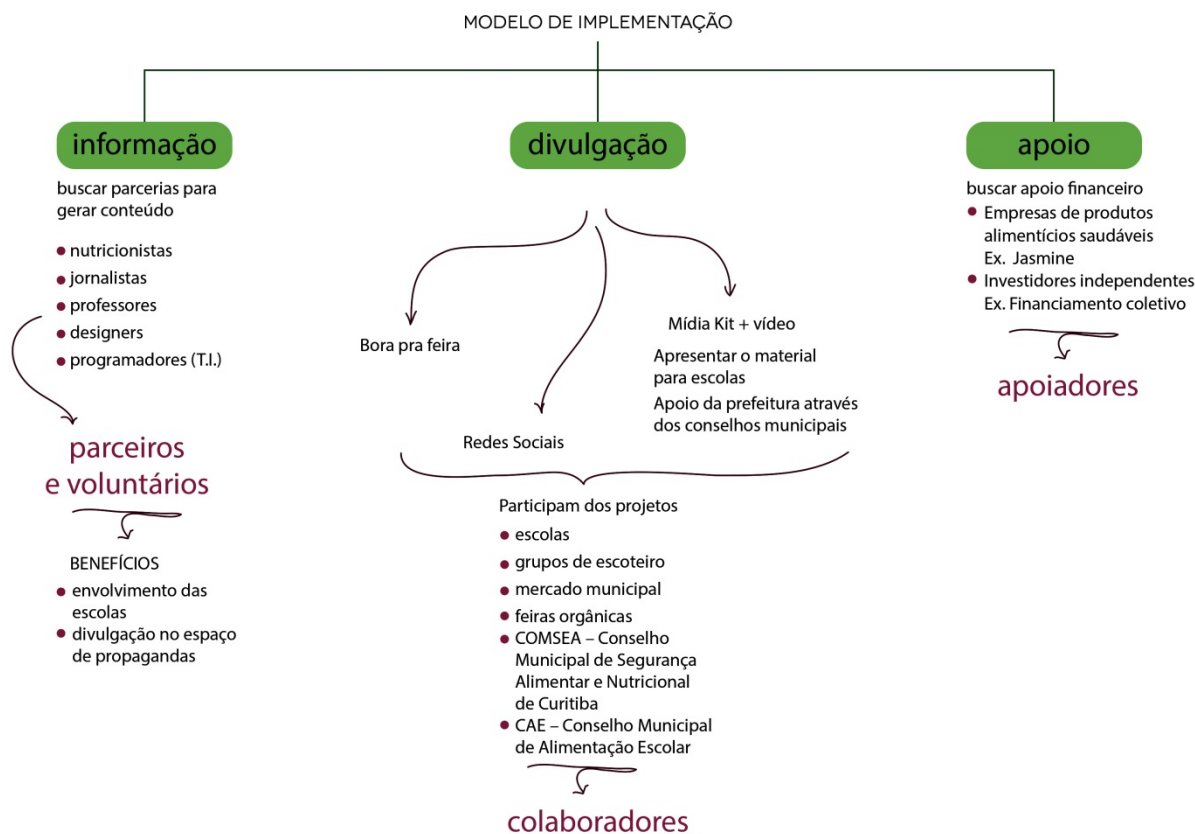 MODELO DE IMPLEMENTAÇÃO
informação
buscar parcerias para
gerar conteúdo
• nutricionistas
• jornalistas
• professores
• designers
• programadores (T.I.)
parceiros
e voluntários
BENEFÍCIOS
• envolvimento das
escolas
• divulgação no espaço
de propagandas
divulgação
Bora pra feira
Redes Sociais
Mídia Kit + vídeo
Apresentar o material
para escolas
Apoio da prefeitura através
dos conselhos municipais
Participam dos projetos
• escolas
• grupos de escoteiro
• mercado municipal
• feiras orgânicas
• COMSEA – Conselho
Municipal de Segurança
Alimentar e Nutricional
de Curitiba
• CAE – Conselho Municipal
de Alimentação Escolar
colaboradores
apoio
buscar apoio financeiro
• Empresas de produtos
alimentícios saudáveis
Ex. Jasmine
• Investidores independentes
Ex. Financiamento coletivo
apoiadores